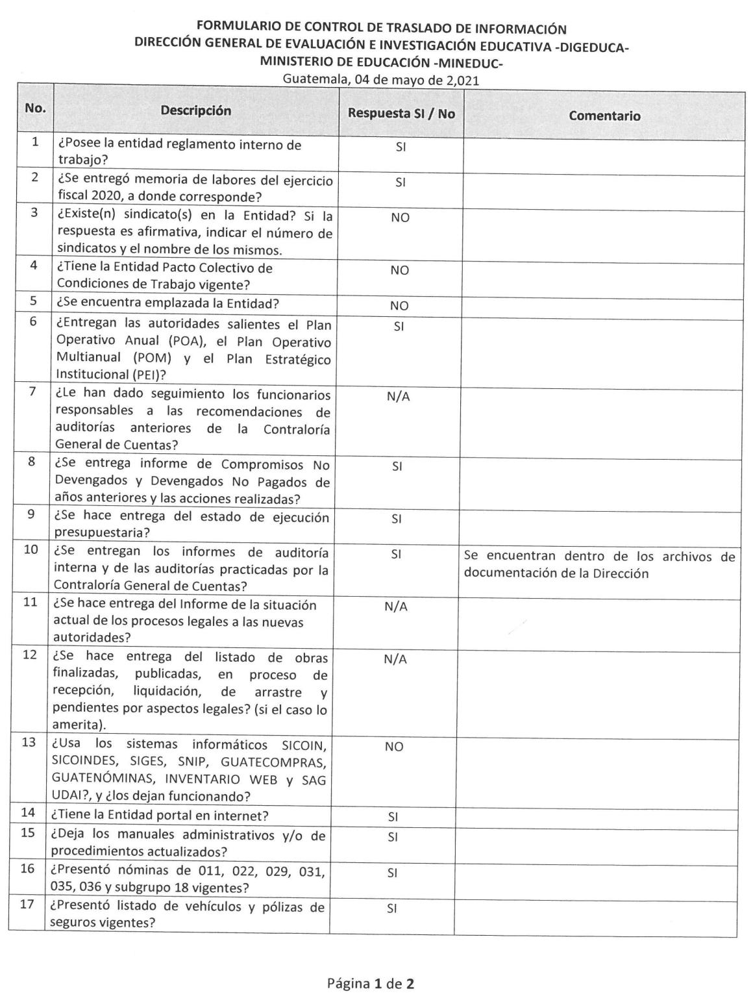 FORMULARIO DE CONTROL DE TRASLADO DE INFORMACIÓN
DIRECCIÓN GENERAL DE EVALUACIÓN E INVESTIGACIÓN EDUCATIVA -DIGEDUCA-
MINISTERIO DE EDUCACIÓN -MINEDUC-
Guatemala, 04 de mayo de 2,021
No. Descripción Respuesta SI / No Comentario
1 ¿Posee la entidad reglamento interno de SI
trabajo?
2 ¿Se entregó memoria de labores del ejercicio SI
fiscal 2020, a donde corresponde?
3 ¿Existe(n) sindicato(s) en la Entidad? Si la NO
respuesta es afirmativa, indicar el número de
sindicatos y el nombre de los mismos.
4 ¿Tiene la Entidad Pacto Colectivo de NO
Condiciones de Trabajo vigente?
5 ¿Se encuentra emplazada la Entidad? NO
6 ¿Entregan las autoridades salientes el Plan SI
Operativo Anual (POA), el Plan Operativo
Multianual (POM) y el Plan Estratégico
Institucional (PEI)?
7 ¿Le han dado seguimiento los funcionarios N/A
responsables a las recomendaciones de
auditorías anteriores de la Contraloría
General de Cuentas?
8 ¿Se entrega informe de Compromisos No SI
Devengados y Devengados No Pagados de
años anteriores y las acciones realizadas?
9 ¿Se hace entrega del estado de ejecución SI
presupuestaria?
10 ¿Se entregan los informes de auditoría SI Se encuentran dentro de los archivos de
interna y de las auditorías practicadas por la documentación de la Dirección
Contraloría General de Cuentas?
11 ¿Se hace entrega del Informe de la situación N/A
actual de los procesos legales a las nuevas
autoridades?
12 ¿Se hace entrega del listado de obras N/A
finalizadas, publicadas, en proceso de
recepción, liquidación, de arrastre y
pendientes por aspectos legales? (si el caso lo
amerita).
13 ¿Usa los sistemas informáticos SICOIN, NO
SICOINDES, SIGES, SNIP, GUATECOMPRAS,
GUATENÓMINAS, INVENTARIO WEB y SAG
UDAI?, y ¿los dejan funcionando?
14 ¿Tiene la Entidad portal en internet? SI
15 ¿Deja los manuales administrativos y/o de SI
procedimientos actualizados?
16 ¿Presentó nóminas de 011, 022, 029, 031, SI
035, 036 y subgrupo 18 vigentes?
17 ¿Presentó listado de vehículos y pólizas de SI
seguros vigentes?
Página 1 de 2